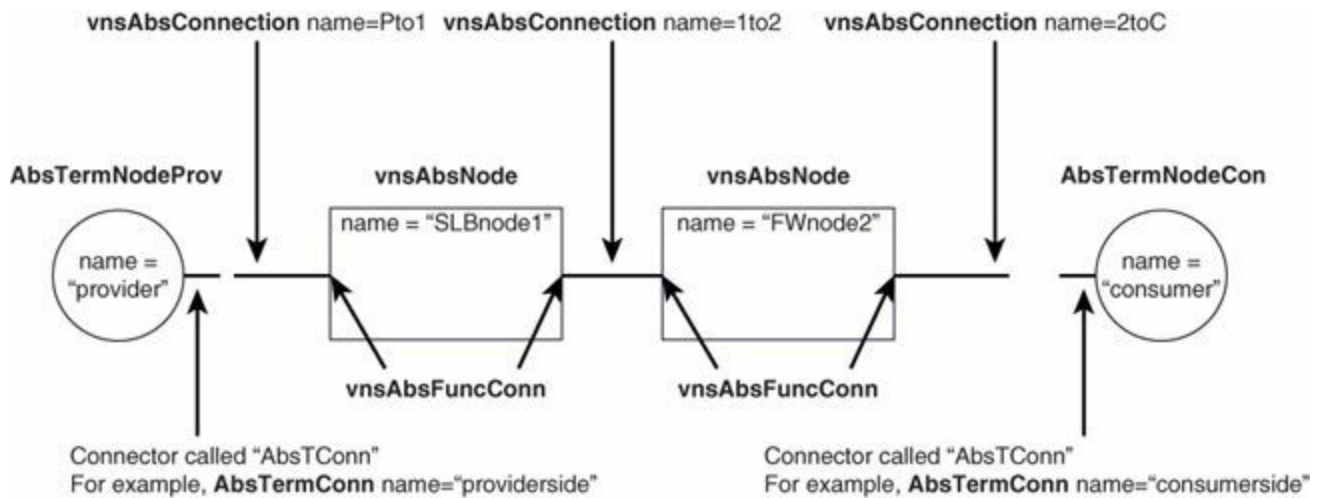 vnsAbsConnection name=Pto1 vnsAbsConnection name=1to2 vnsAbsConnection name=2toC
AbsTermNodeProv
vnsAbsNode
vnsAbsNode
AbsTermNodeCon
name =
"provider"
name = "SLBnode1"
name = "FWnode2"
name =
"consumer"
vnsAbsFuncConn
vnsAbsFuncConn
Connector called “AbsTConn”
For example, AbsTermConn name=“providerside”
Connector called “AbsTConn”
For example, AbsTermConn name=“consumerside”